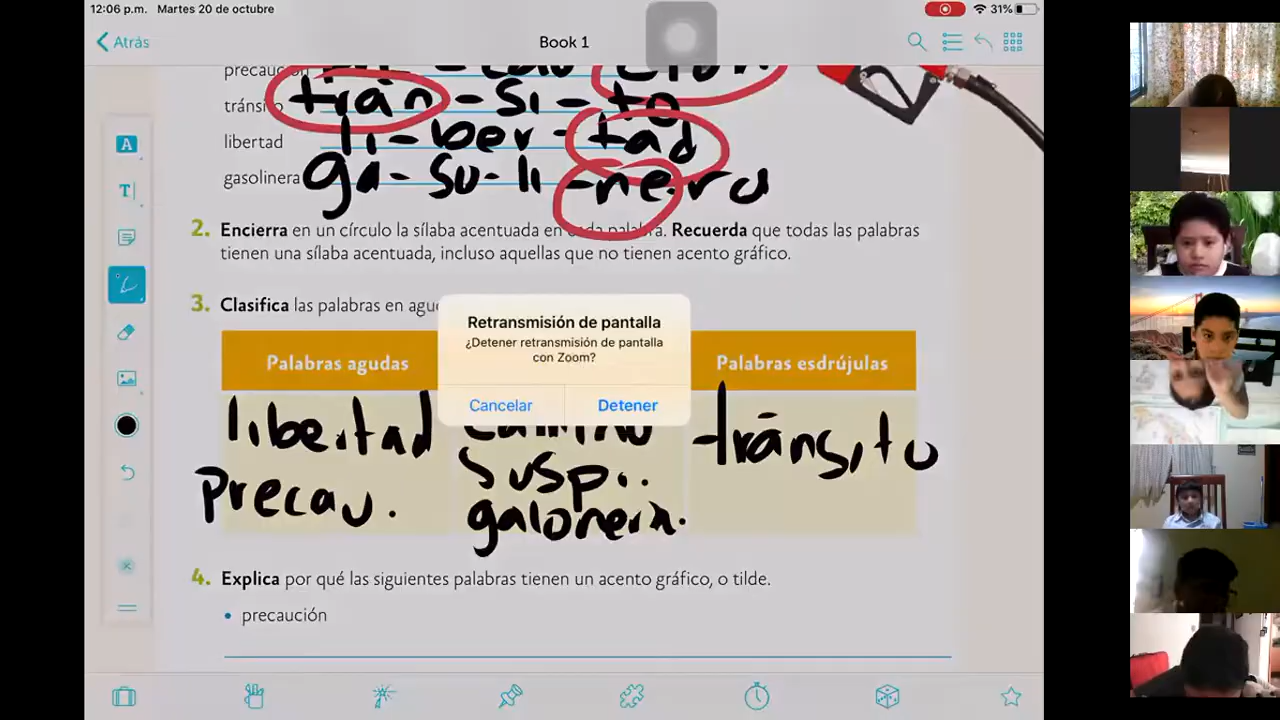 12:06 p.m. Martes 20 de octubre
31%
Atrás
Book 1
precaución
tránsito trán - si - to
libertad li - ber - tad
gasolinera ga - so - li - nera
2. Encierra en un círculo la sílaba acentuada en cada palabra. Recuerda que todas las palabras
tienen una sílaba acentuada, incluso aquellas que no tienen acento gráfico.
3. Clasifica las palabras en agu
Retransmisión de pantalla
¿Detener retransmisión de pantalla
con Zoom?
Cancelar Detener
Palabras agudas Palabras esdrújulas
libertad camino tránsito
precau. suspi..
galonera.
4. Explica por qué las siguientes palabras tienen un acento gráfico, o tilde.
• precaución